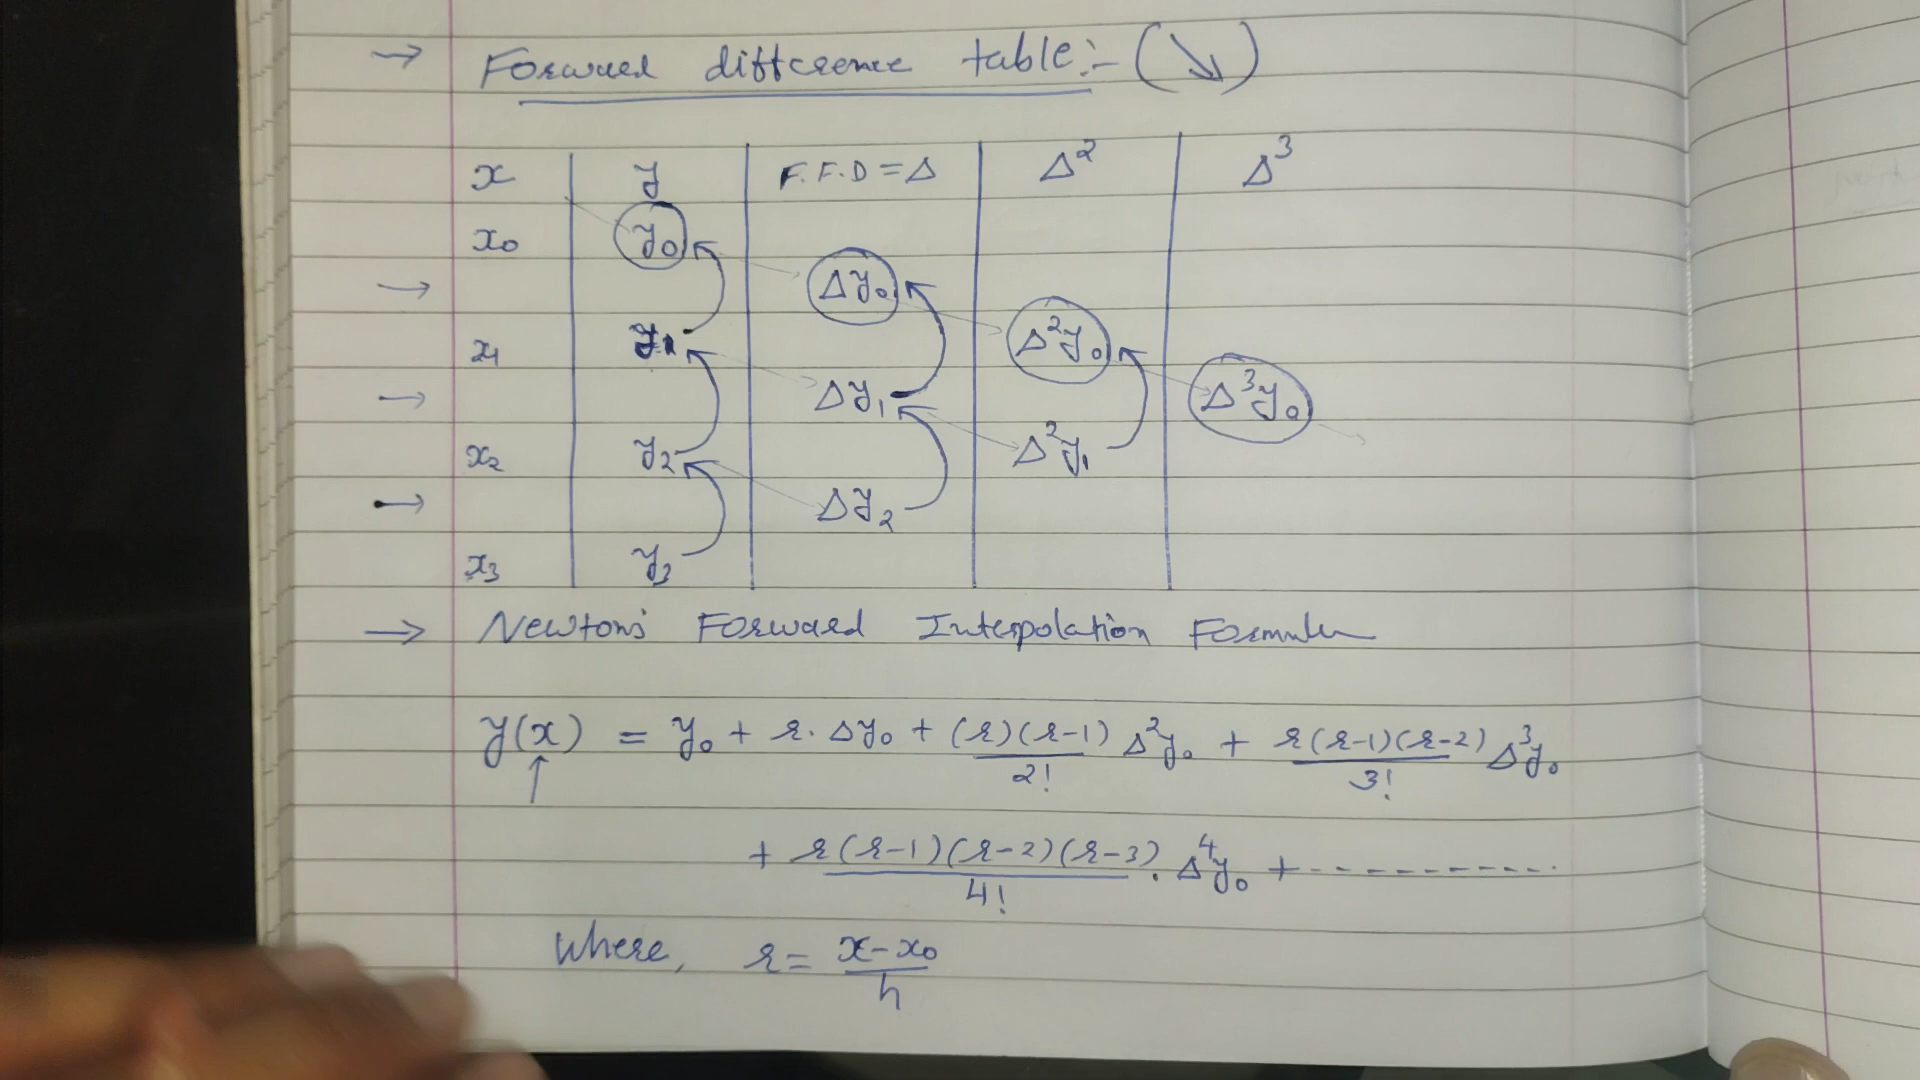 → Forward difference table:- (↘)
x | y | F.F.D = Δ | Δ² | Δ³
x₀ y₀
→ Δy₀
x₁ y₁ Δ²y₀
→ Δy₁ Δ³y₀
x₂ y₂ Δ²y₁
→ Δy₂
x₃ y₃
→ Newton's Forward Interpolation Formula
y(x) = y₀ + r. Δy₀ + (r)(r-1)/2! Δ²y₀ + r(r-1)(r-2)/3! Δ³y₀
↑
+ r(r-1)(r-2)(r-3)/4! . Δ⁴y₀ + ----------
Where, r = x-x₀/h